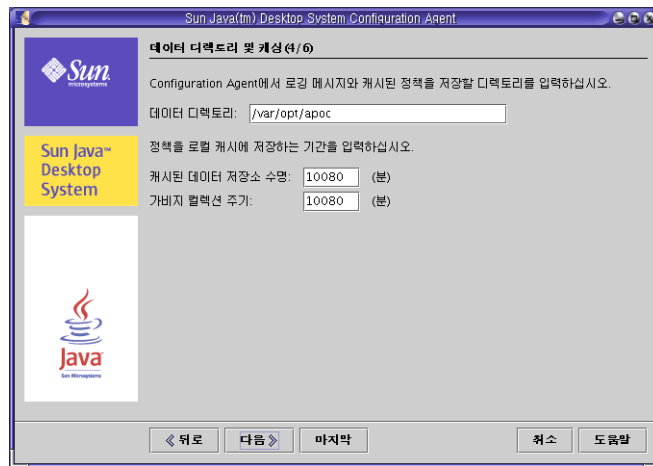 Sun Java(tm) Desktop System Configuration Agent
Sun
microsystems
Sun Java™
Desktop
System
Java
Sun Microsystems
데이터 디렉토리 및 캐싱(4/6)
Configuration Agent에서 로깅 메시지와 캐시된 정책을 저장할 디렉토리를 입력하십시오.
데이터 디렉토리: /var/opt/apoc
정책을 로컬 캐시에 저장하는 기간을 입력하십시오.
캐시된 데이터 저장소 수명: 10080 (분)
가비지 컬렉션 주기: 10080 (분)
뒤로 다음 마지막 취소 도움말